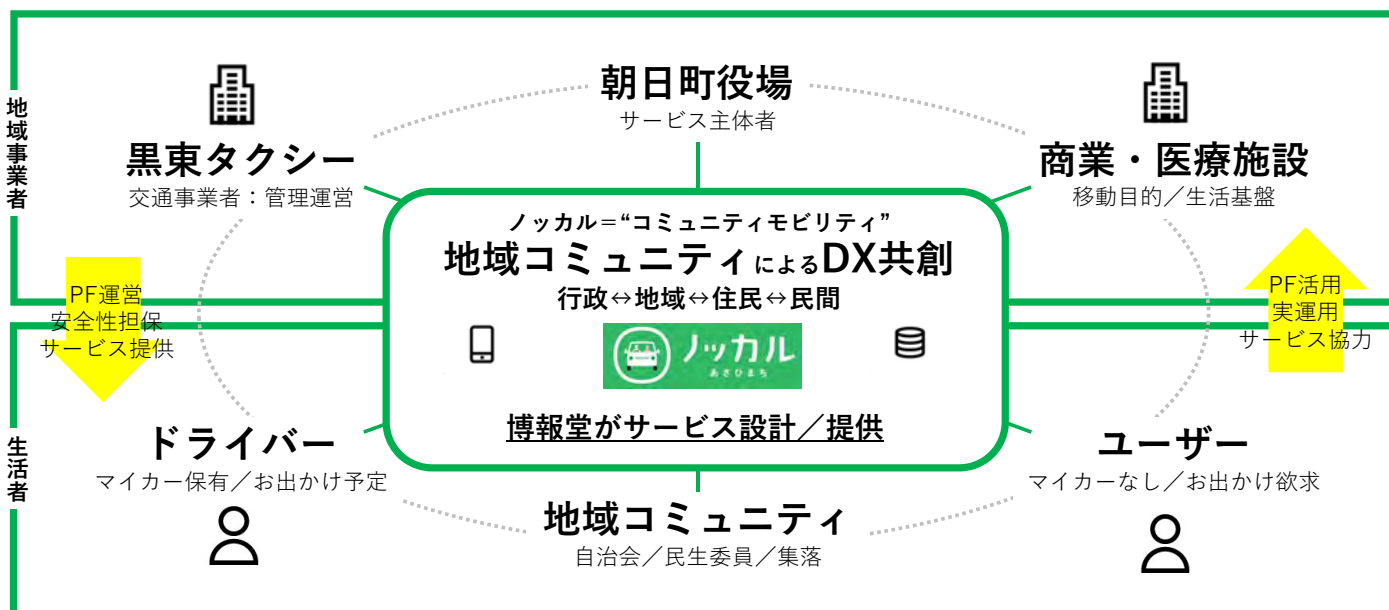 地域事業者
朝日町役場
サービス主体者
黒東タクシー
交通事業者：管理運営
商業・医療施設
移動目的／生活基盤
ノッカル＝“コミュニティモビリティ”
地域コミュニティによるDX共創
行政↔地域↔住民↔民間
ノッカル
あさひまち
博報堂がサービス設計／提供
PF運営
安全性担保
サービス提供
PF活用
実運用
サービス協力
生活者
ドライバー
マイカー保有／お出かけ予定
地域コミュニティ
自治会／民生委員／集落
ユーザー
マイカーなし／お出かけ欲求